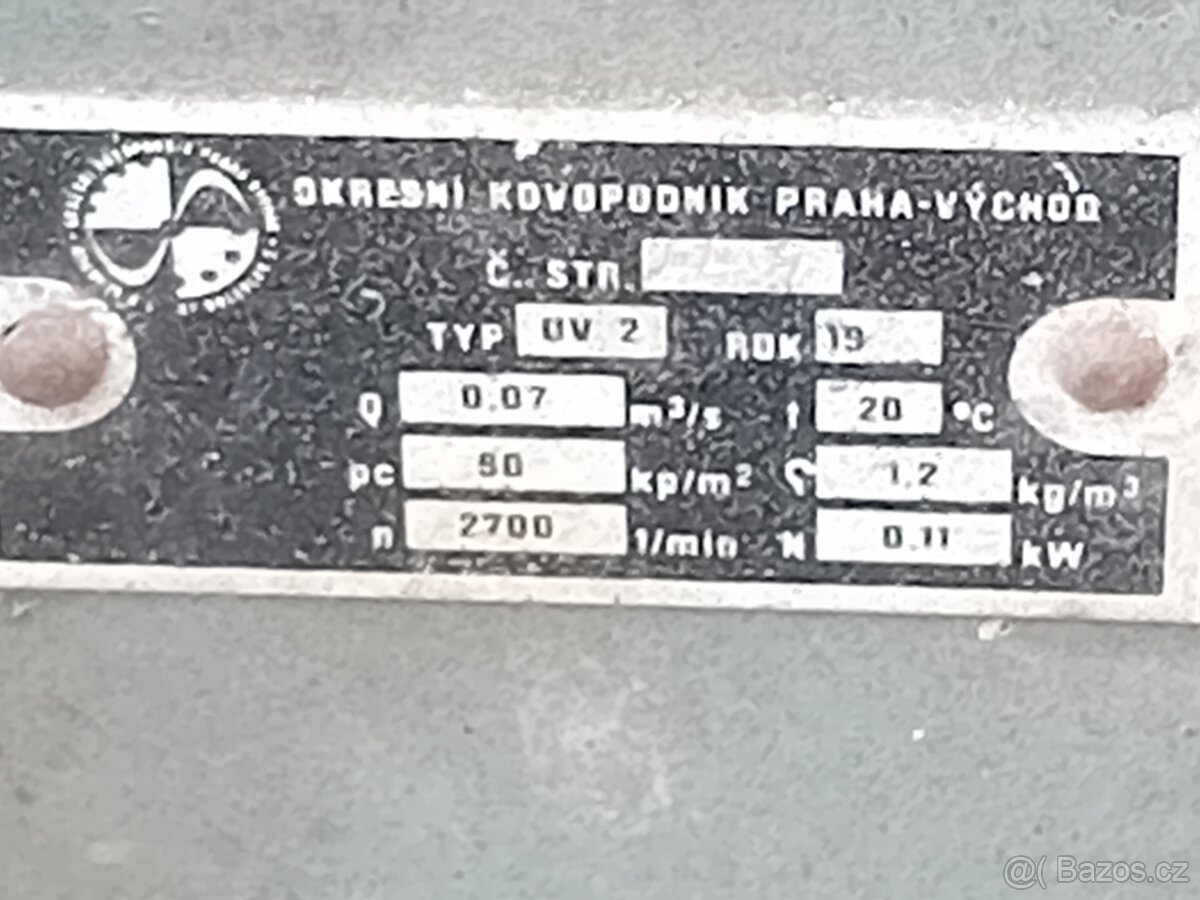 OKRESNÍ KOVOPODNIK PRAHA-VÝCHOD
Č. STR.
TYP OV 2 ROK 19
Q 0,07 m³/s t 20 °C
pc 90 kp/m² ρ 1,2 kg/m³
n 2700 1/min N 0.11 kW
@( Bazos.cz